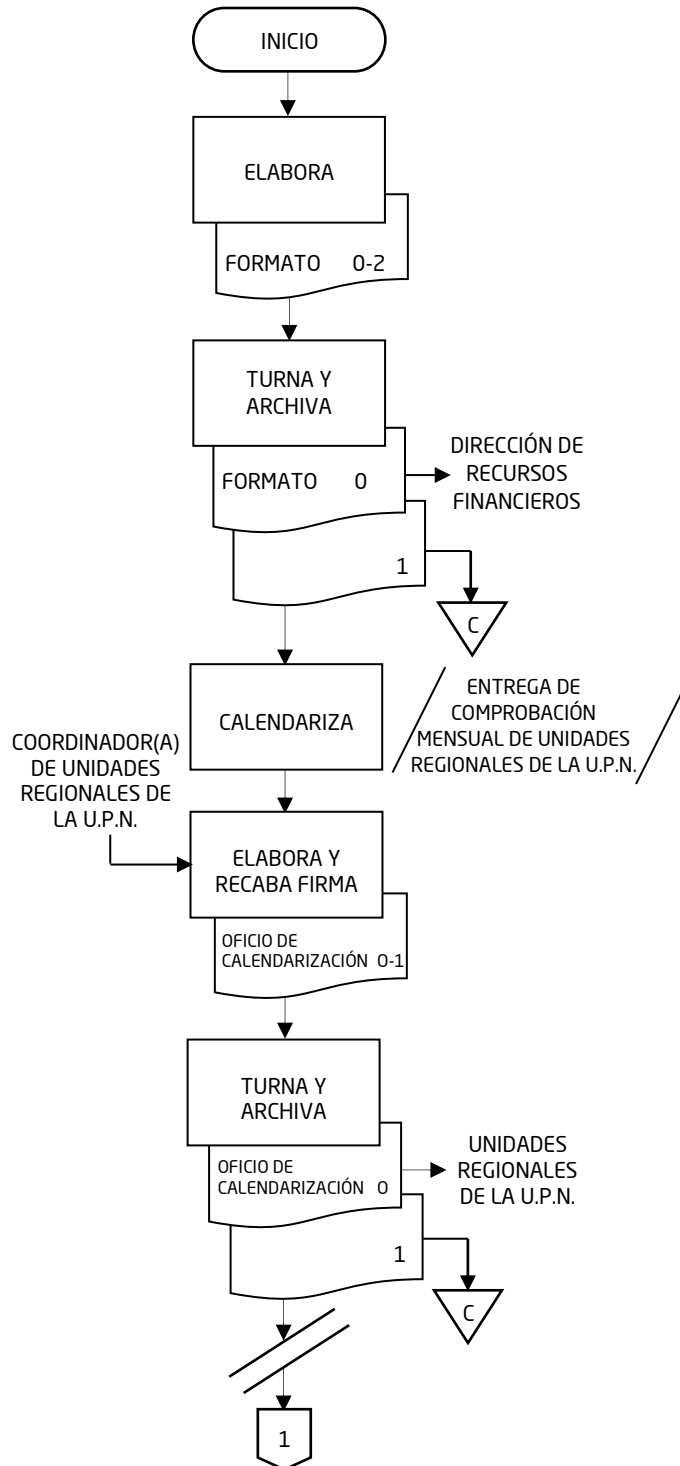 INICIO
ELABORA
FORMATO 0-2
TURNA Y
ARCHIVA
FORMATO 0
DIRECCIÓN DE
RECURSOS
FINANCIEROS
1
C
CALENDARIZA
ENTREGA DE
COMPROBACIÓN
MENSUAL DE UNIDADES
REGIONALES DE LA U.P.N.
COORDINADOR(A)
DE UNIDADES
REGIONALES DE
LA U.P.N.
ELABORA Y
RECABA FIRMA
OFICIO DE
CALENDARIZACIÓN 0-1
TURNA Y
ARCHIVA
OFICIO DE
CALENDARIZACIÓN 0
UNIDADES
REGIONALES
DE LA U.P.N.
1
C
1